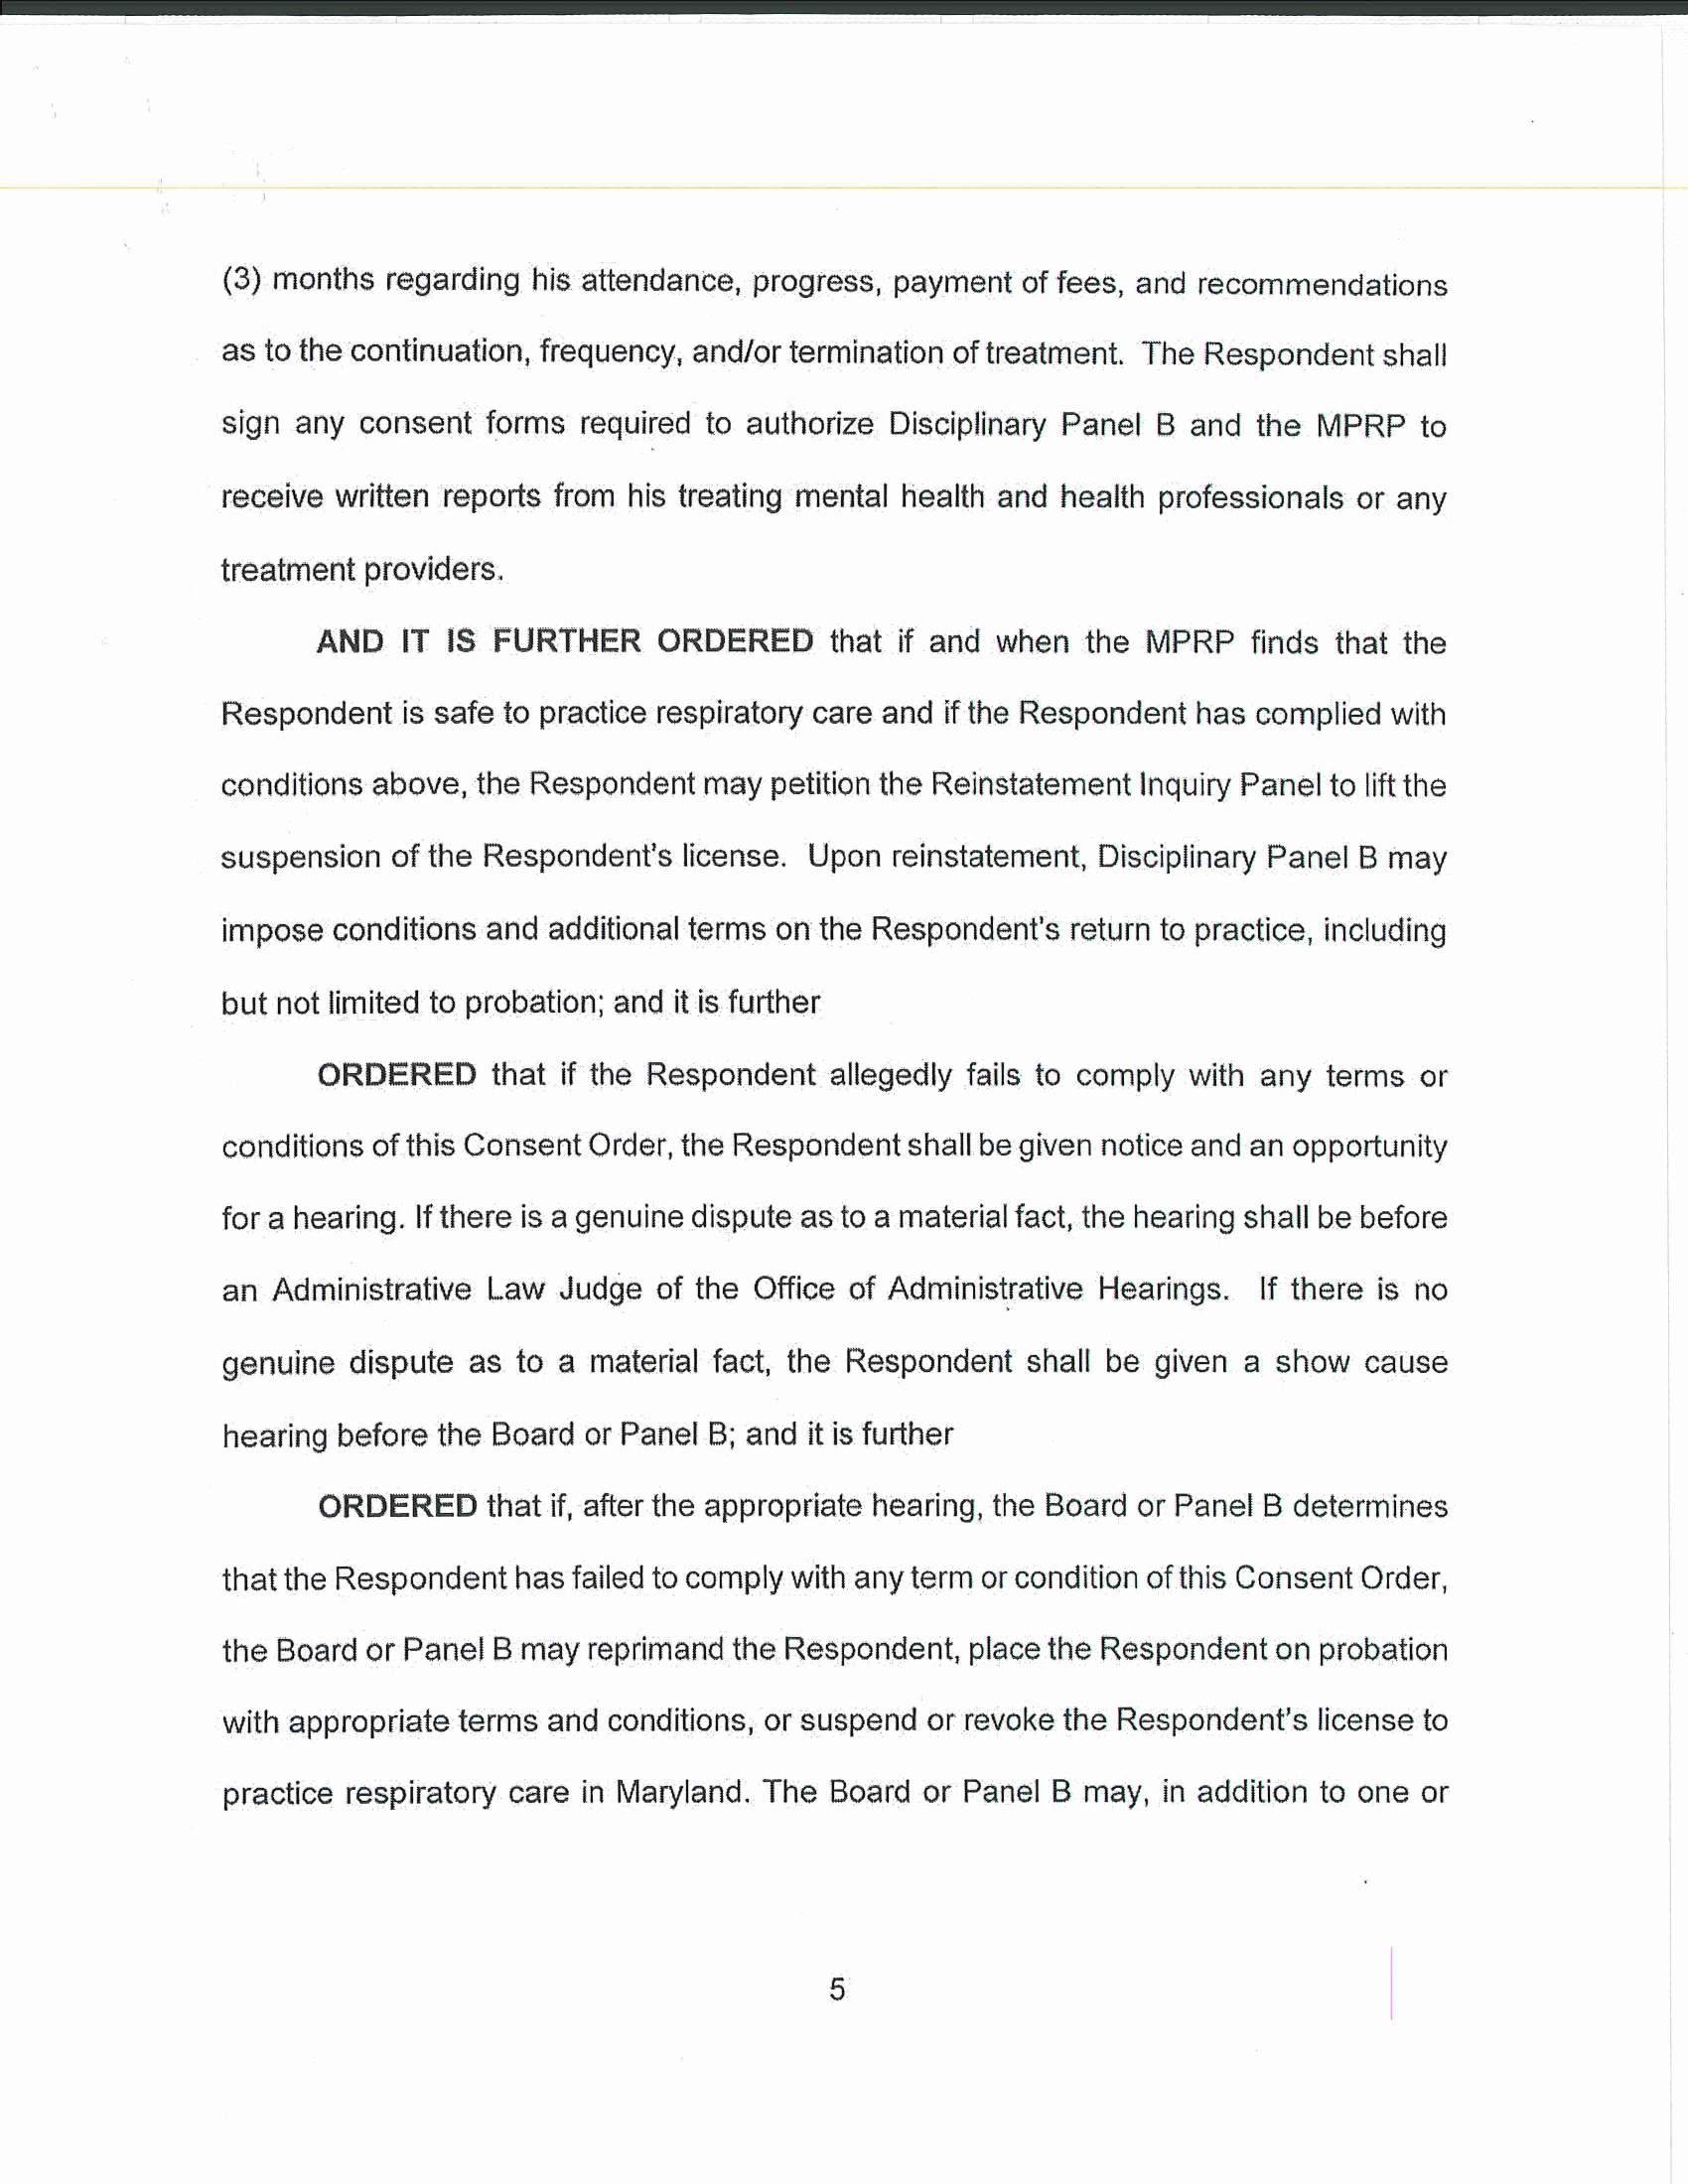 (3) months regarding his attendance, progress, payment of fees, and recommendations
as to the continuation, frequency, and/or termination of treatment. The Respondent shall
sign any consent forms required to authorize Disciplinary Panel B and the MPRP to
receive written reports from his treating mental health and health professionals or any
treatment providers.
AND IT IS FURTHER ORDERED that if and when the MPRP finds that the
Respondent is safe to practice respiratory care and if the Respondent has complied with
conditions above, the Respondent may petition the Reinstatement Inquiry Panel to lift the
suspension of the Respondent's license. Upon reinstatement, Disciplinary Panel B may
impose conditions and additional terms on the Respondent's return to practice, including
but not limited to probation; and it is further
ORDERED that if the Respondent allegedly fails to comply with any terms or
conditions of this Consent Order, the Respondent shall be given notice and an opportunity
for a hearing. If there is a genuine dispute as to a material fact, the hearing shall be before
an Administrative Law Judge of the Office of Administrative Hearings. If there is no
genuine dispute as to a material fact, the Respondent shall be given a show cause
hearing before the Board or Panel B; and it is further
ORDERED that if, after the appropriate hearing, the Board or Panel B determines
that the Respondent has failed to comply with any term or condition of this Consent Order,
the Board or Panel B may reprimand the Respondent, place the Respondent on probation
with appropriate terms and conditions, or suspend or revoke the Respondent's license to
practice respiratory care in Maryland. The Board or Panel B may, in addition to one or
5